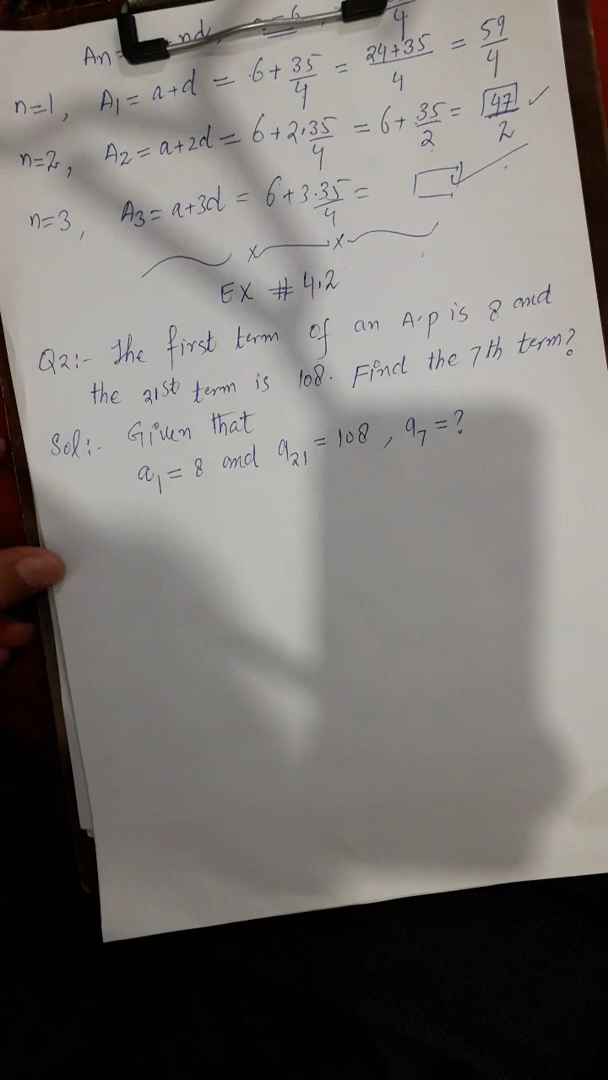 An= nd,
4
n=1, A₁ = a+d = 6+ 35/4 = 24+35/4 = 59/4
n=2, A₂ = a+2d = 6+2·35/4 = 6+ 35/2 = 47/2 ✓
n=3, A₃ = a+3d = 6+3·35/4 =
x x
EX # 4.2
Q2:- The first term of an A.p is 8 and
the 21st term is 108. Find the 7th term?
Sol:- Given that
a₁ = 8 and a₂₁ = 108 , a₇ = ?